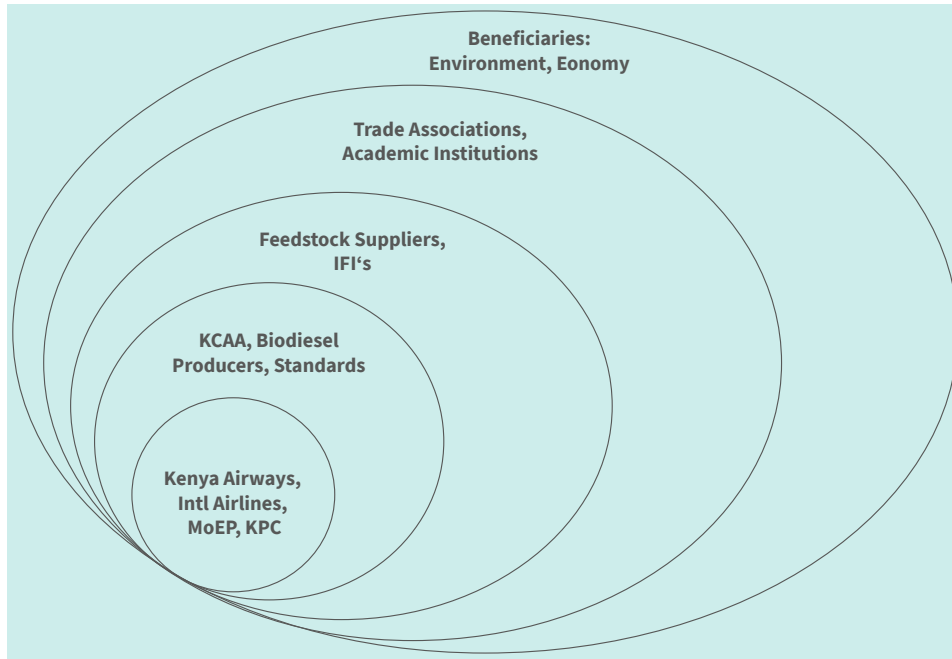 Beneficiaries:
Environment, Eonomy
Trade Associations,
Academic Institutions
Feedstock Suppliers,
IFI‘s
KCAA, Biodiesel
Producers, Standards
Kenya Airways,
Intl Airlines,
MoEP, KPC